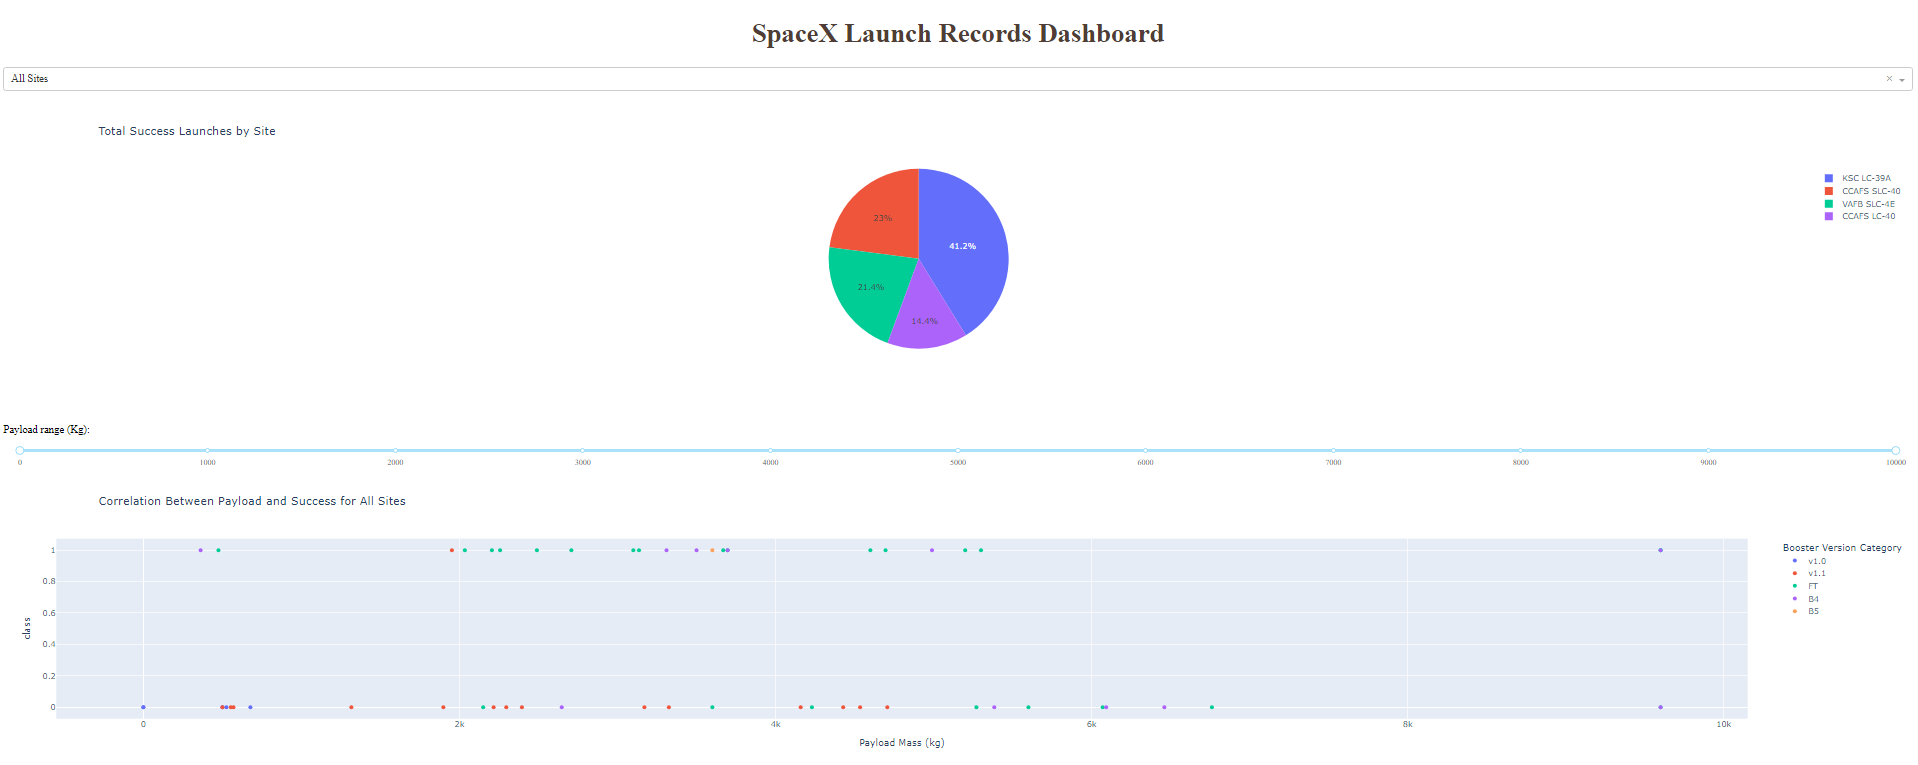 SpaceX Launch Records Dashboard
All Sites
×
Total Success Launches by Site
41.2%
23%
21.4%
14.4%
KSC LC-39A
CCAFS SLC-40
VAFB SLC-4E
CCAFS LC-40
Payload range (Kg):
0 1000 2000 3000 4000 5000 6000 7000 8000 9000 10000
Correlation Between Payload and Success for All Sites
1
0.8
0.6
0.4
0.2
0
class
0 2k 4k 6k 8k 10k
Payload Mass (kg)
Booster Version Category
v1.0
v1.1
FT
B4
B5